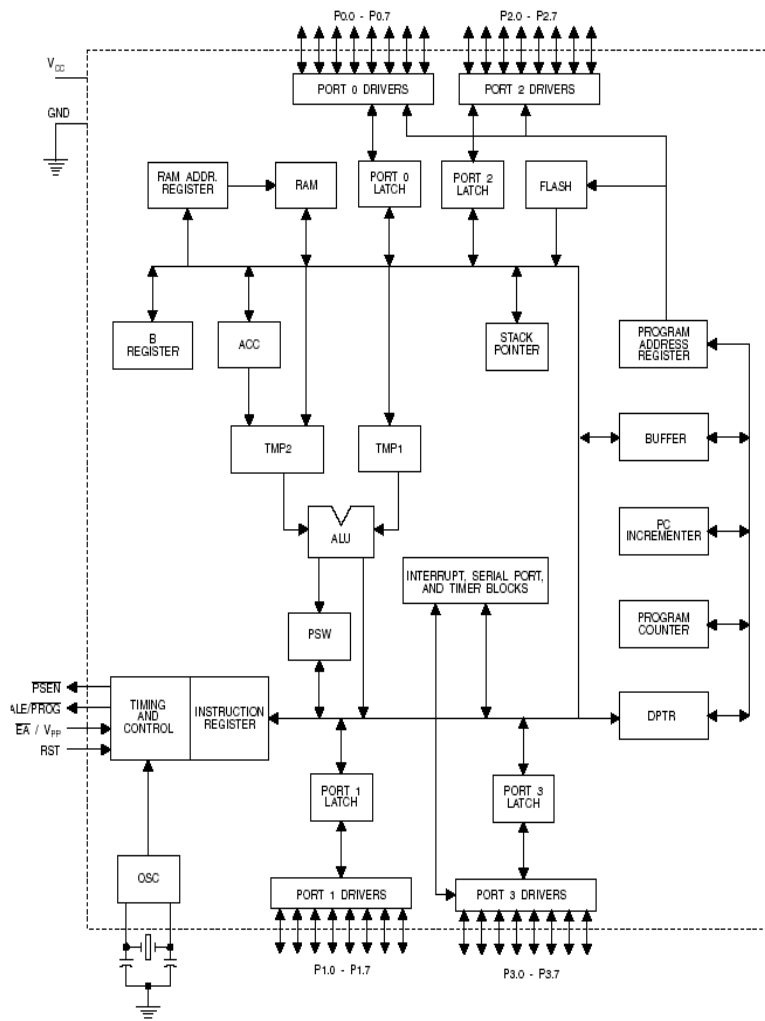 P0.0 - P0.7
P2.0 - P2.7
VCC
PORT 0 DRIVERS
PORT 2 DRIVERS
GND
RAM ADDR.
REGISTER
RAM
PORT 0
LATCH
PORT 2
LATCH
FLASH
B
REGISTER
ACC
STACK
POINTER
PROGRAM
ADDRESS
REGISTER
TMP2
TMP1
BUFFER
ALU
PC
INCREMENTER
INTERRUPT, SERIAL PORT,
AND TIMER BLOCKS
PSW
PROGRAM
COUNTER
PSEN
ALE/PROG
EA / VPP
RST
TIMING
AND
CONTROL
INSTRUCTION
REGISTER
DPTR
PORT 1
LATCH
PORT 3
LATCH
OSC
PORT 1 DRIVERS
PORT 3 DRIVERS
P1.0 - P1.7
P3.0 - P3.7